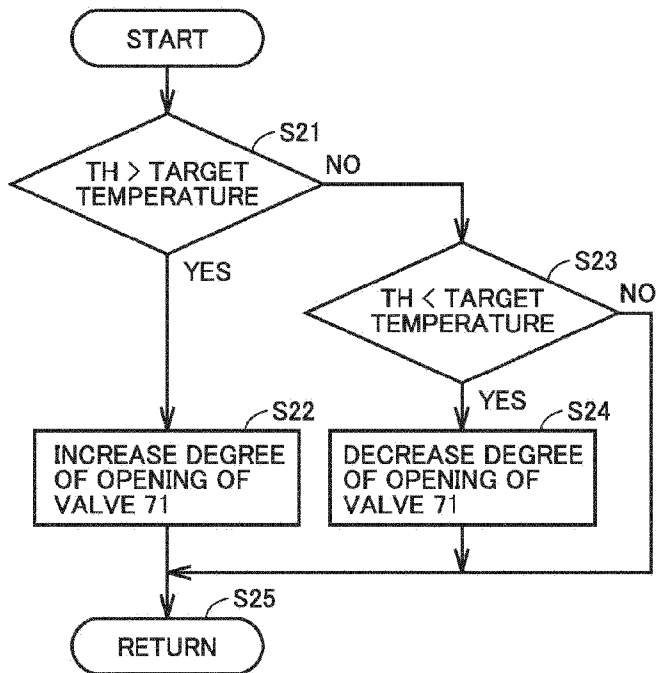 START
S21
TH > TARGET
TEMPERATURE
NO
YES
S23
TH < TARGET
TEMPERATURE
NO
YES
S22
INCREASE DEGREE
OF OPENING OF
VALVE 71
S24
DECREASE DEGREE
OF OPENING OF
VALVE 71
S25
RETURN